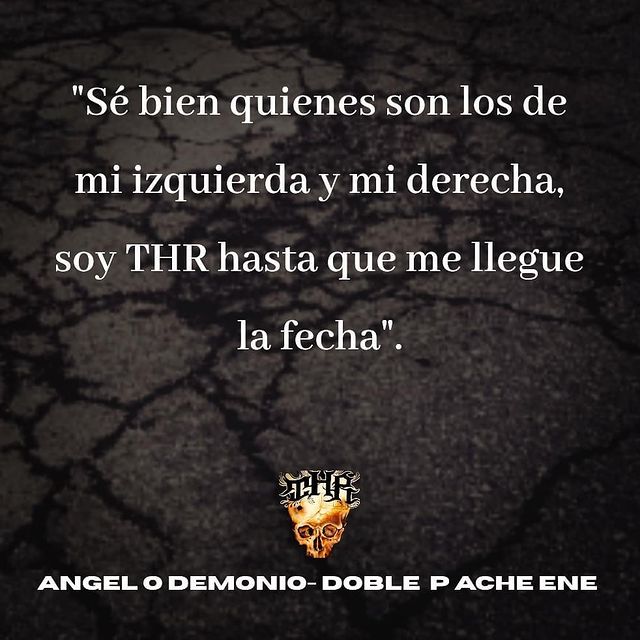 "Sé bien quienes son los de
mi izquierda y mi derecha,
soy THR hasta que me llegue
la fecha".
THR
ANGEL O DEMONIO- DOBLE P ACHE ENE